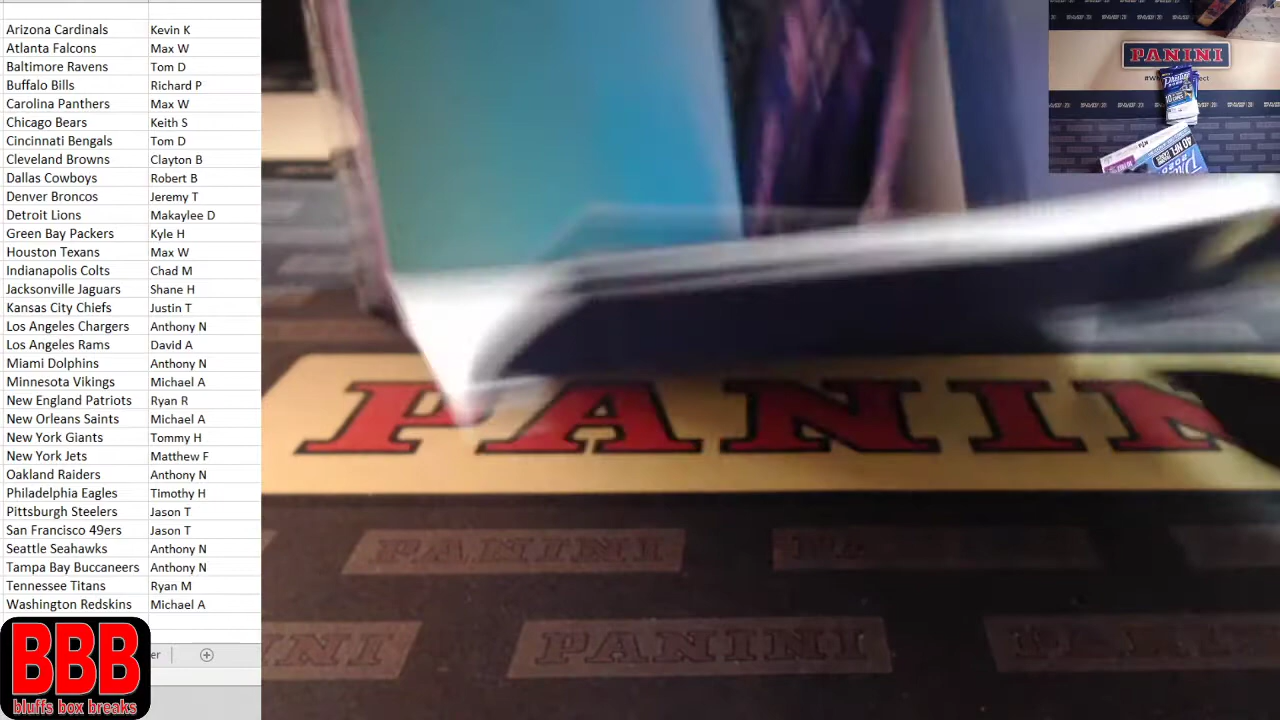 Arizona Cardinals Kevin K
Atlanta Falcons Max W
Baltimore Ravens Tom D
Buffalo Bills Richard P
Carolina Panthers Max W
Chicago Bears Keith S
Cincinnati Bengals Tom D
Cleveland Browns Clayton B
Dallas Cowboys Robert B
Denver Broncos Jeremy T
Detroit Lions Makaylee D
Green Bay Packers Kyle H
Houston Texans Max W
Indianapolis Colts Chad M
Jacksonville Jaguars Shane H
Kansas City Chiefs Justin T
Los Angeles Chargers Anthony N
Los Angeles Rams David A
Miami Dolphins Anthony N
Minnesota Vikings Michael A
New England Patriots Ryan R
New Orleans Saints Michael A
New York Giants Tommy H
New York Jets Matthew F
Oakland Raiders Anthony N
Philadelphia Eagles Timothy H
Pittsburgh Steelers Jason T
San Francisco 49ers Jason T
Seattle Seahawks Anthony N
Tampa Bay Buccaneers Anthony N
Tennessee Titans Ryan M
Washington Redskins Michael A
er
BBB
bluffs box breaks
PANINI
PANIN
PANINI
PA
INI
PANINI